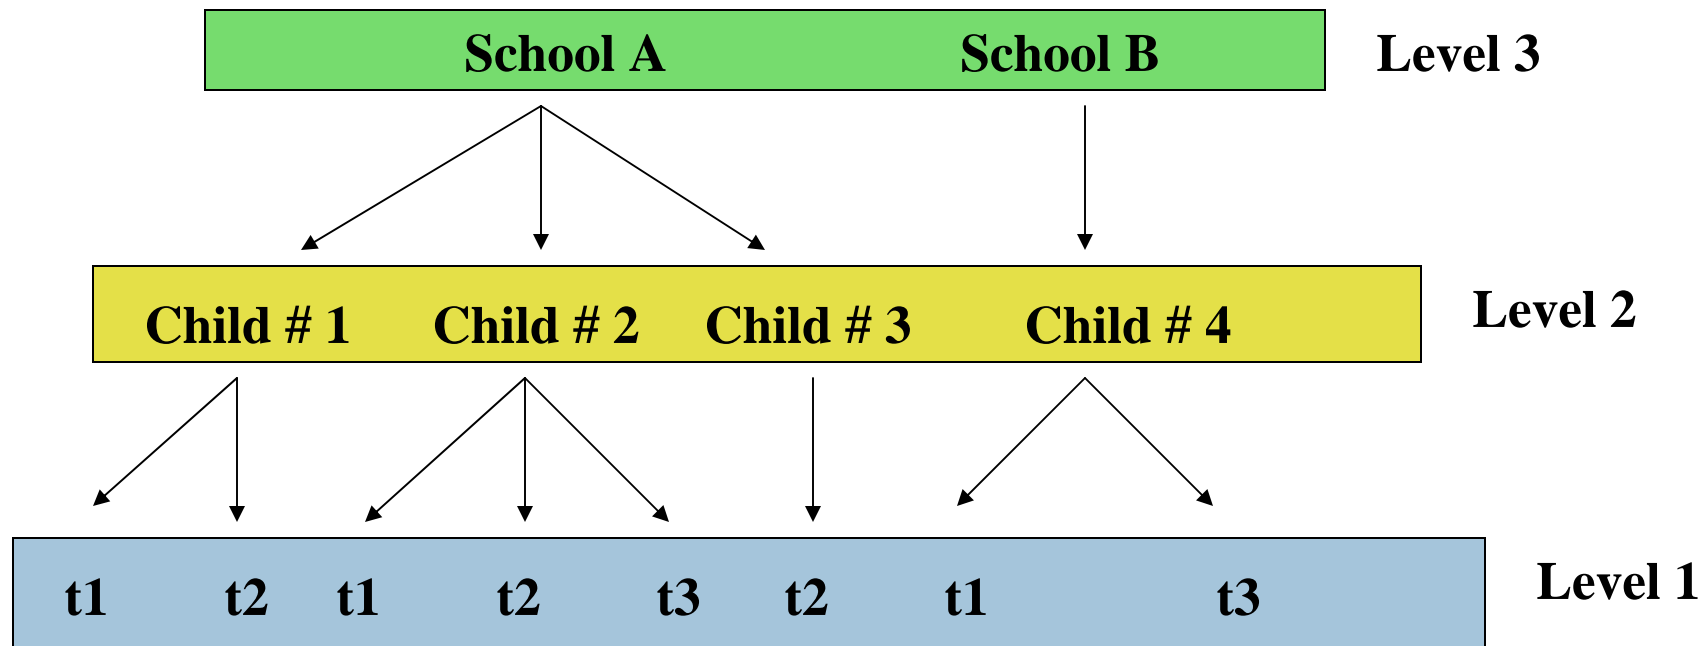 School A School B Level 3
Child # 1 Child # 2 Child # 3 Child # 4 Level 2
t1 t2 t1 t2 t3 t2 t1 t3 Level 1